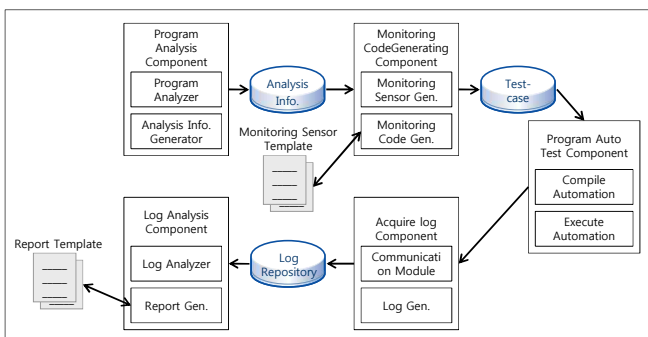 Program
Analysis
Component
Program
Analyzer
Analysis Info.
Generator
Analysis
Info.
Monitoring
CodeGenerating
Component
Monitoring
Sensor Gen.
Monitoring
Code Gen.
Test-
case
Monitoring Sensor
Template
Program Auto
Test Component
Compile
Automation
Execute
Automation
Report Template
Log Analysis
Component
Log Analyzer
Report Gen.
Log
Repository
Acquire log
Component
Communicati
on Module
Log Gen.